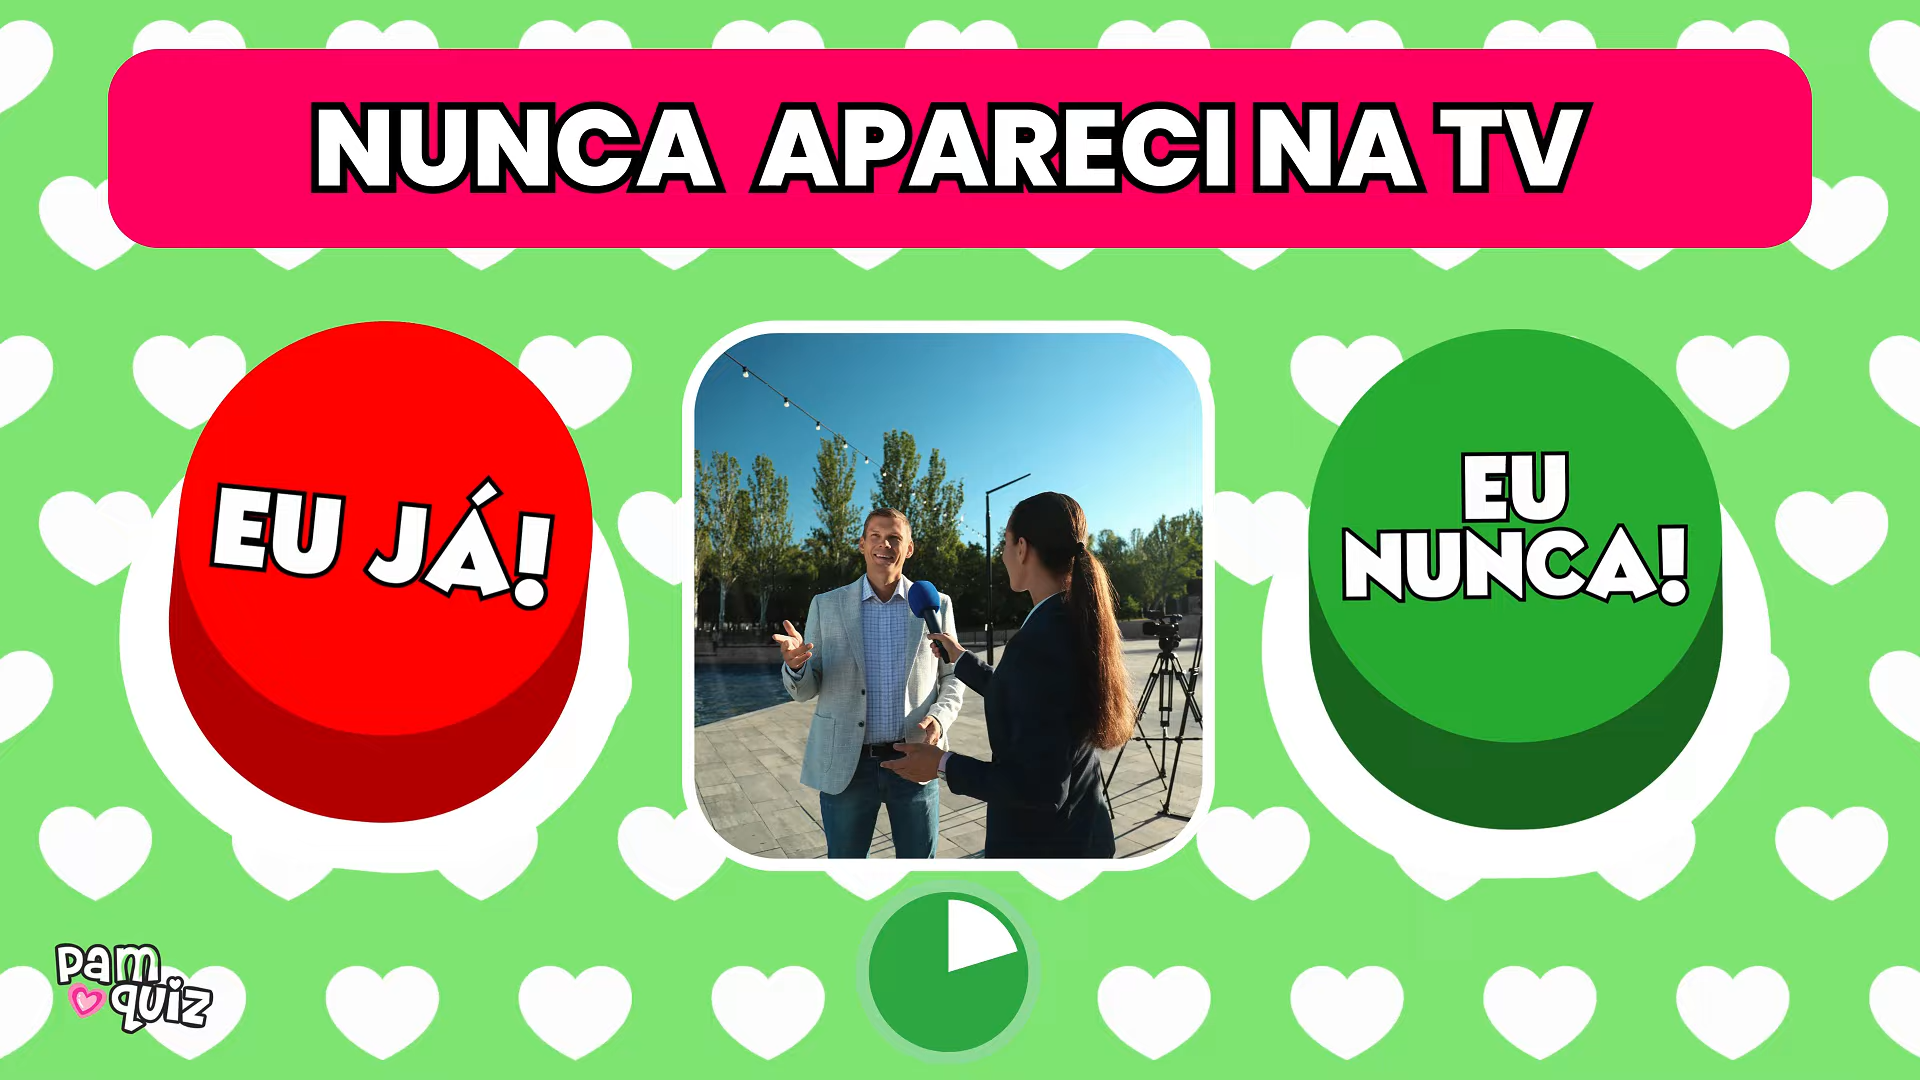 NUNCA APARECI NA TV
EU JÁ!
EU
NUNCA!
pam
quiz